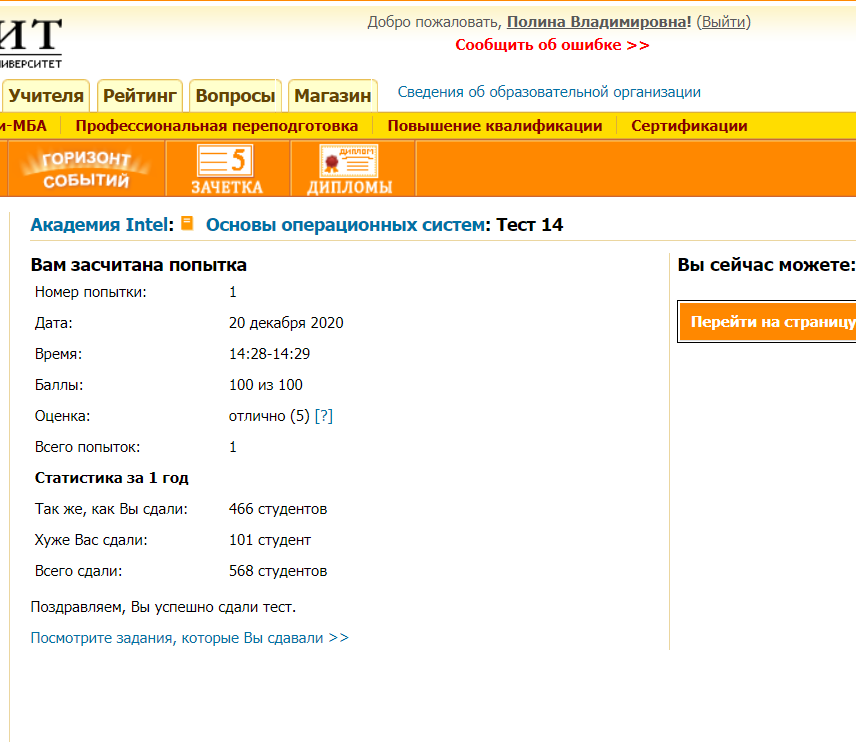 Добро пожаловать, Полина Владимировна! (Выйти)
Сообщить об ошибке >>
ИТ
НИВЕРСИТЕТ
Учителя Рейтинг Вопросы Магазин Сведения об образовательной организации
и-МБА Профессиональная переподготовка Повышение квалификации Сертификации
ГОРИЗОНТ СОБЫТИЙ
5 ЗАЧЕТКА
ДИПЛОМ ДИПЛОМЫ
Академия Intel: Основы операционных систем: Тест 14
Вам засчитана попытка
Номер попытки: 1
Дата: 20 декабря 2020
Время: 14:28-14:29
Баллы: 100 из 100
Оценка: отлично (5) [?]
Всего попыток: 1
Статистика за 1 год
Так же, как Вы сдали: 466 студентов
Хуже Вас сдали: 101 студент
Всего сдали: 568 студентов
Поздравляем, Вы успешно сдали тест.
Посмотрите задания, которые Вы сдавали >>
Вы сейчас можете:
Перейти на страницу